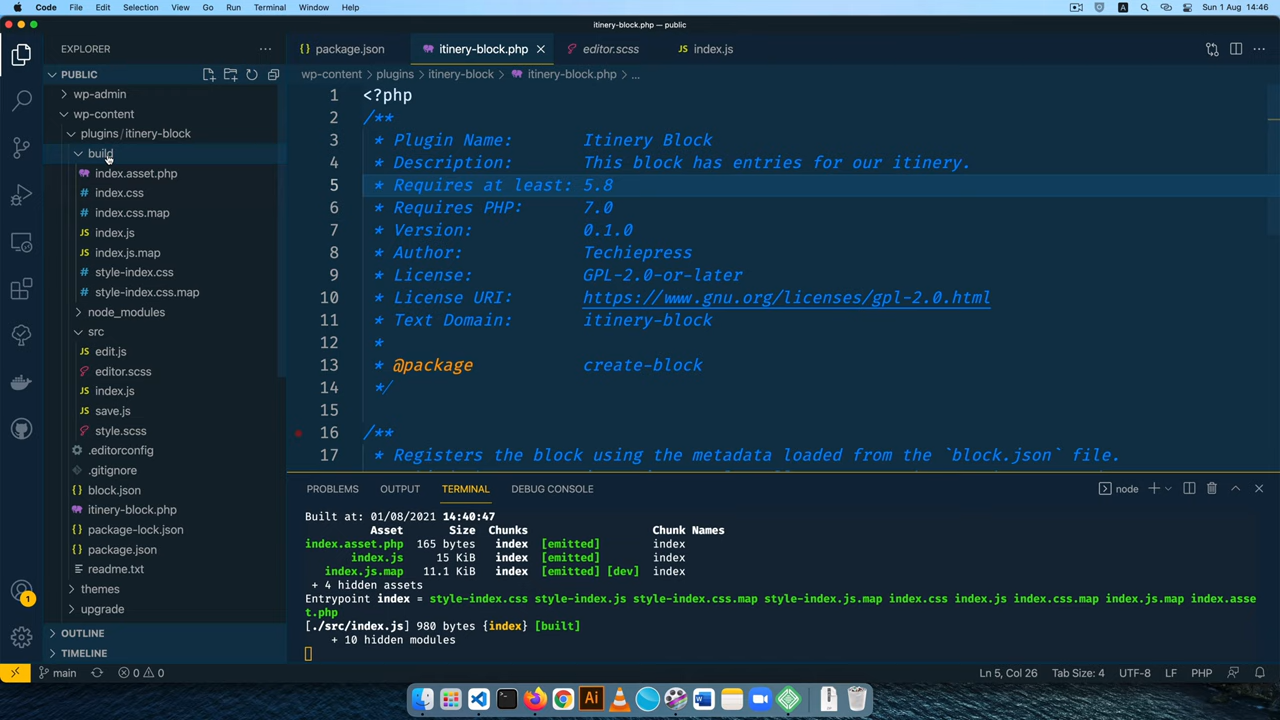 Code File Edit Selection View Go Run Terminal Window Help
A Sun 1 Aug 14:46
itinery-block.php — public
EXPLORER
package.json
itinery-block.php
editor.scss
JS index.js
PUBLIC
wp-content plugins itinery-block itinery-block.php ...
wp-admin
wp-content
plugins / itinery-block
build
index.asset.php
# index.css
# index.css.map
JS index.js
JS index.js.map
# style-index.css
# style-index.css.map
node_modules
src
JS edit.js
editor.scss
JS index.js
JS save.js
style.scss
.editorconfig
.gitignore
{} block.json
itinery-block.php
{} package-lock.json
{} package.json
readme.txt
themes
upgrade
OUTLINE
TIMELINE
1 <?php
2 /**
3 * Plugin Name: Itinery Block
4 * Description: This block has entries for our itinery.
5 * Requires at least: 5.8
6 * Requires PHP: 7.0
7 * Version: 0.1.0
8 * Author: Techiepress
9 * License: GPL-2.0-or-later
10 * License URI: https://www.gnu.org/licenses/gpl-2.0.html
11 * Text Domain: itinery-block
12 *
13 * @package create-block
14 */
15
16 /**
17 * Registers the block using the metadata loaded from the `block.json` file.
PROBLEMS OUTPUT TERMINAL DEBUG CONSOLE
node
Built at: 01/08/2021 14:40:47
Asset Size Chunks Chunk Names
index.asset.php 165 bytes index [emitted] index
index.js 15 KiB index [emitted] index
index.js.map 11.1 KiB index [emitted] [dev] index
+ 4 hidden assets
Entrypoint index = style-index.css style-index.js style-index.css.map style-index.js.map index.css index.js index.css.map index.js.map index.asse
t.php
[./src/index.js] 980 bytes {index} [built]
+ 10 hidden modules
1
main 0 0
Ln 5, Col 26 Tab Size: 4 UTF-8 LF PHP
Ai
W